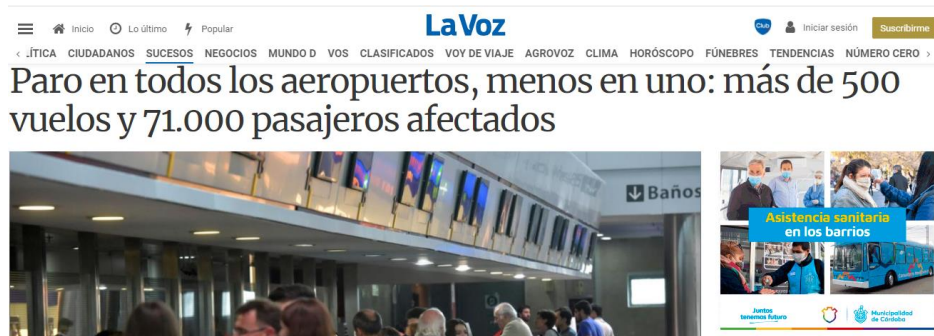 Inicio Lo último Popular LaVoz Club Iniciar sesión Suscribirme
ÍTICA CIUDADANOS SUCESOS NEGOCIOS MUNDO D VOS CLASIFICADOS VOY DE VIAJE AGROVOZ CLIMA HORÓSCOPO FÚNEBRES TENDENCIAS NÚMERO CERO
Paro en todos los aeropuertos, menos en uno: más de 500
vuelos y 71.000 pasajeros afectados
Baños
Asistencia sanitaria
en los barrios
Juntos
tenemos futuro
Municipalidad
de Córdoba